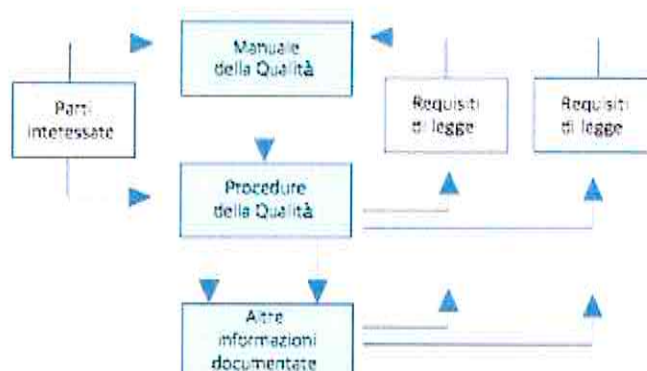 Manuale
della Qualità
Parti
interessate
Requisiti
di legge
Requisiti
di legge
Procedure
della Qualità
Altre
informazioni
documentate